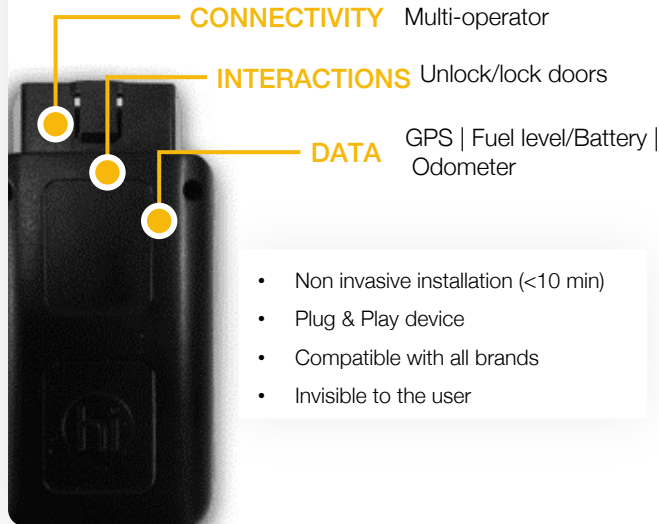 CONNECTIVITY Multi-operator
INTERACTIONS Unlock/lock doors
DATA GPS | Fuel level/Battery |
Odometer
• Non invasive installation (<10 min)
• Plug & Play device
• Compatible with all brands
• Invisible to the user
hi